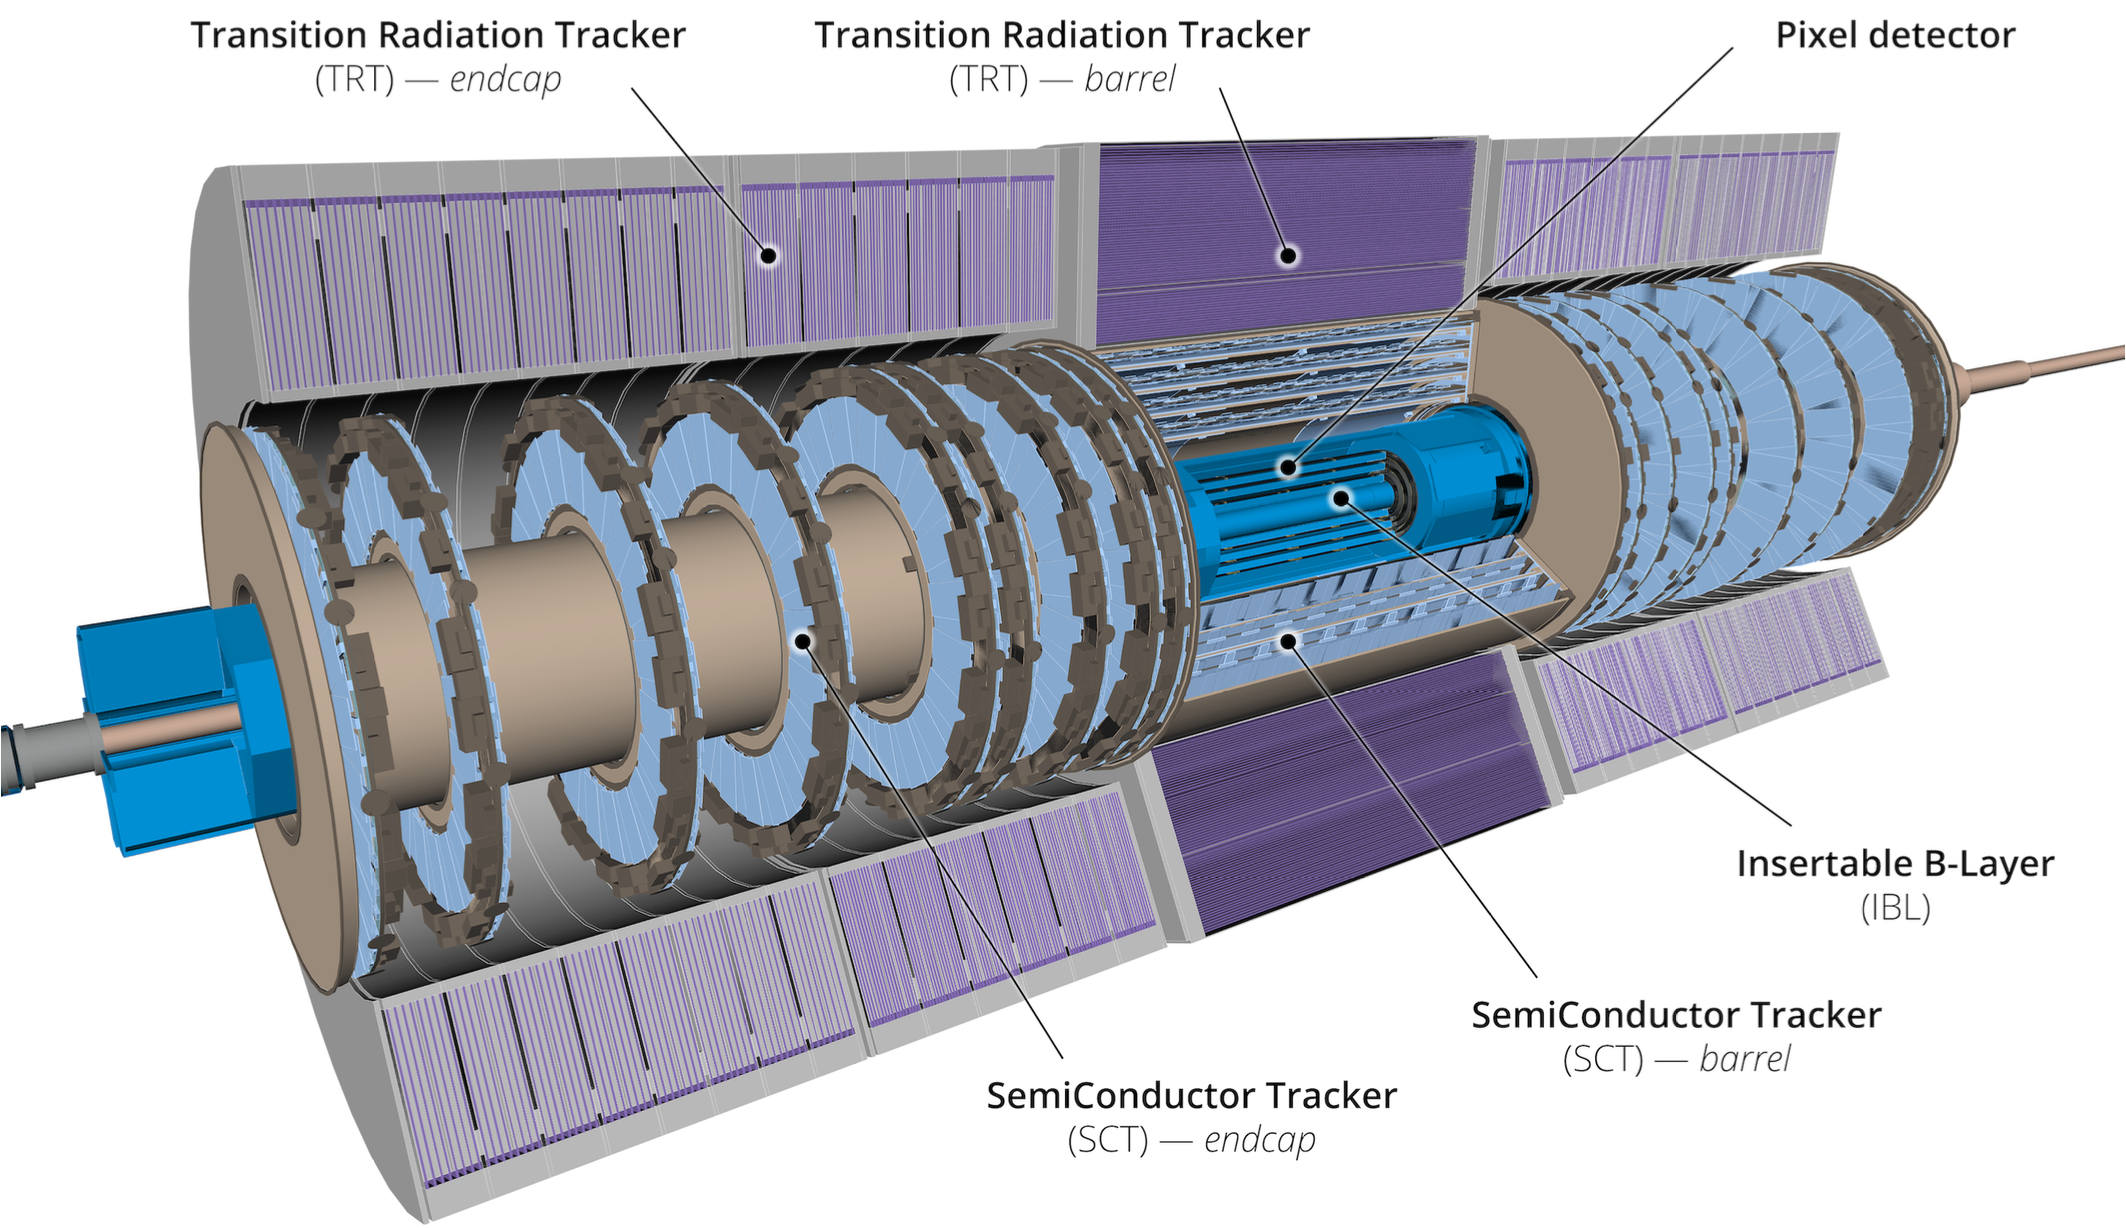 Transition Radiation Tracker
(TRT) — endcap
Transition Radiation Tracker
(TRT) — barrel
Pixel detector
Insertable B-Layer
(IBL)
SemiConductor Tracker
(SCT) — barrel
SemiConductor Tracker
(SCT) — endcap